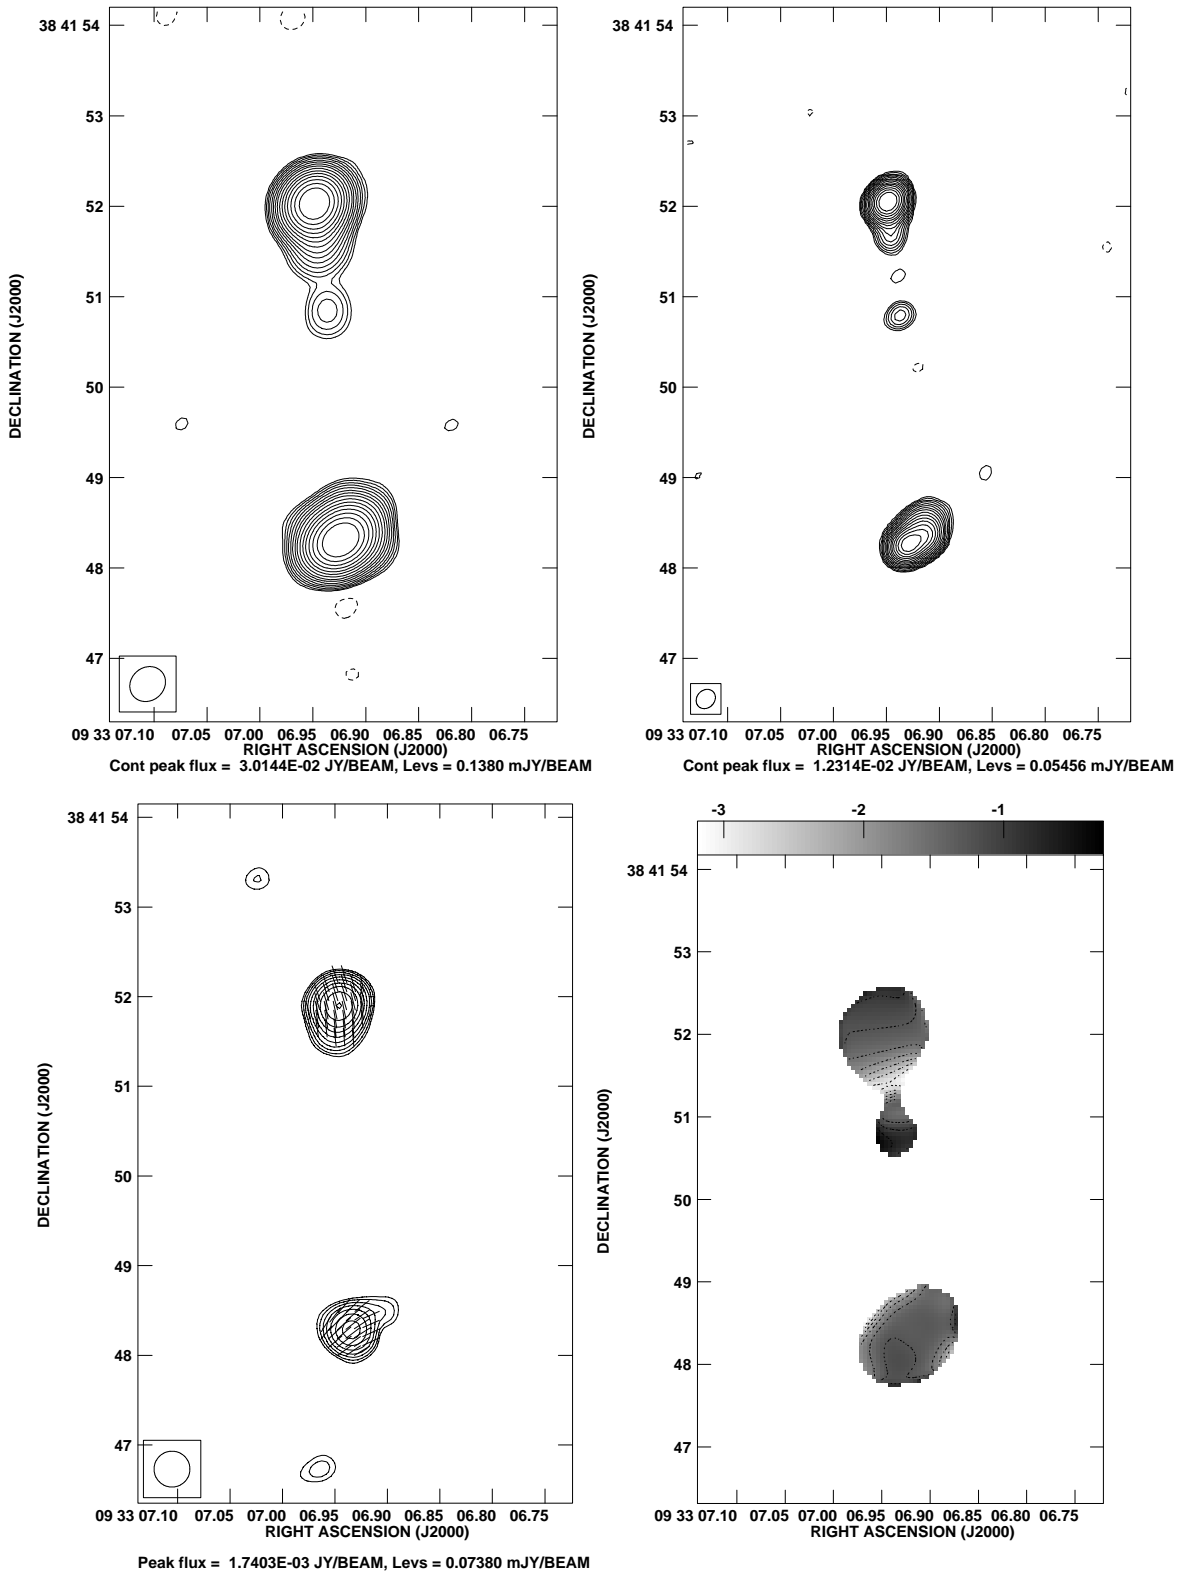 38 41 54
53
52
51
50
49
48
47
DECLINATION (J2000)
09 33 07.10 07.05 07.00 06.95 06.90 06.85 06.80 06.75
RIGHT ASCENSION (J2000)
Cont peak flux = 3.0144E-02 JY/BEAM, Levs = 0.1380 mJY/BEAM
38 41 54
53
52
51
50
49
48
47
DECLINATION (J2000)
09 33 07.10 07.05 07.00 06.95 06.90 06.85 06.80 06.75
RIGHT ASCENSION (J2000)
Cont peak flux = 1.2314E-02 JY/BEAM, Levs = 0.05456 mJY/BEAM
38 41 54
53
52
51
50
49
48
47
DECLINATION (J2000)
09 33 07.10 07.05 07.00 06.95 06.90 06.85 06.80 06.75
RIGHT ASCENSION (J2000)
Peak flux = 1.7403E-03 JY/BEAM, Levs = 0.07380 mJY/BEAM
-3 -2 -1
38 41 54
53
52
51
50
49
48
47
DECLINATION (J2000)
09 33 07.10 07.05 07.00 06.95 06.90 06.85 06.80 06.75
RIGHT ASCENSION (J2000)